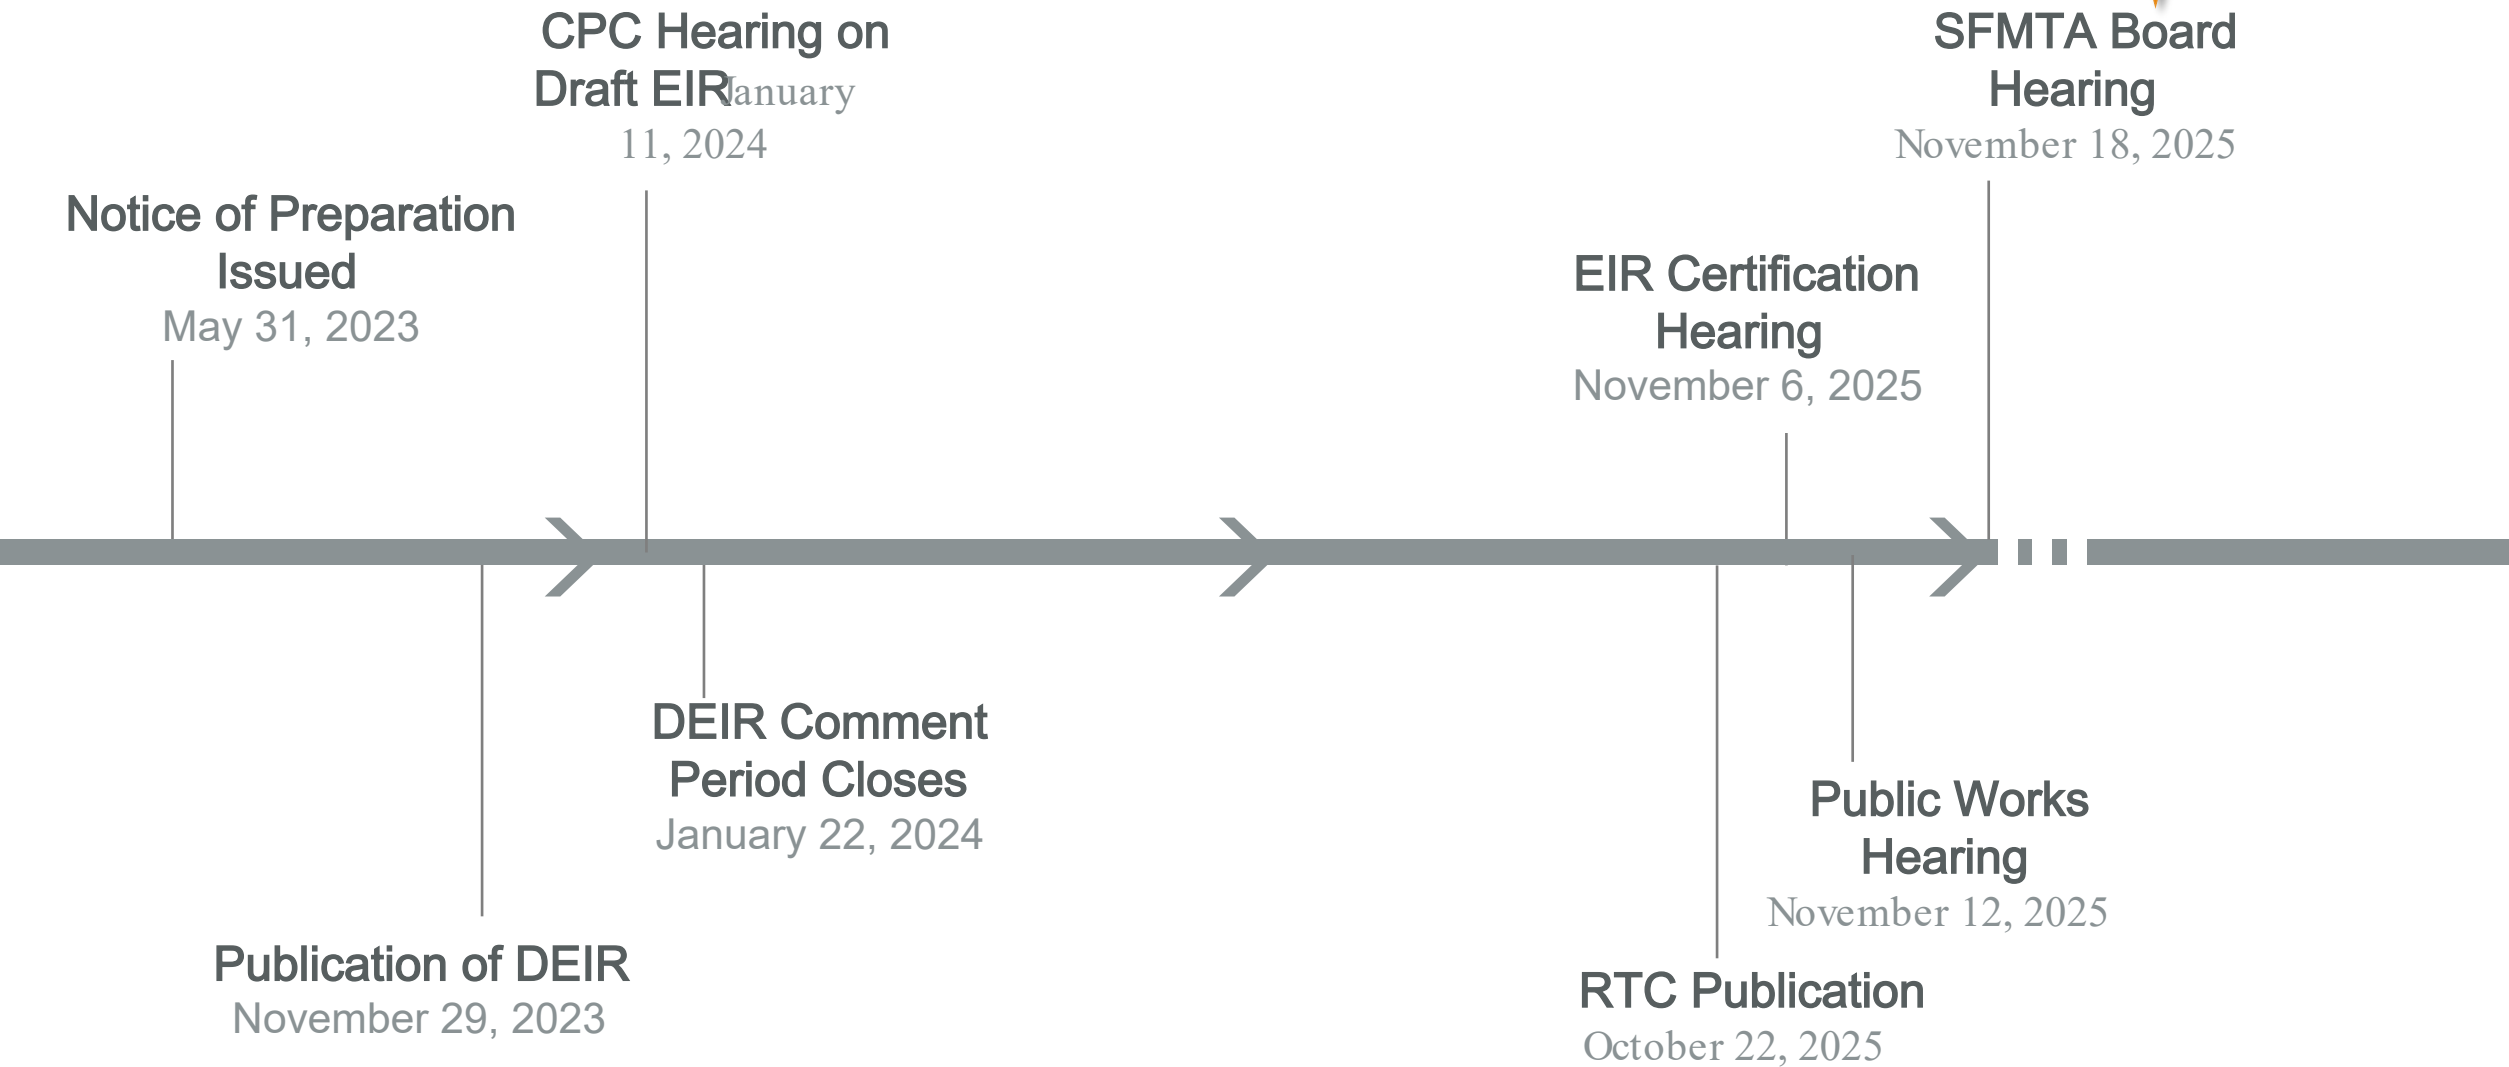 CPC Hearing on
Draft EIRJanuary
11, 2024
SFMTA Board
Hearing
November 18, 2025
Notice of Preparation
Issued
May 31, 2023
EIR Certification
Hearing
November 6, 2025
DEIR Comment
Period Closes
January 22, 2024
Public Works
Hearing
November 12, 2025
Publication of DEIR
November 29, 2023
RTC Publication
October 22, 2025